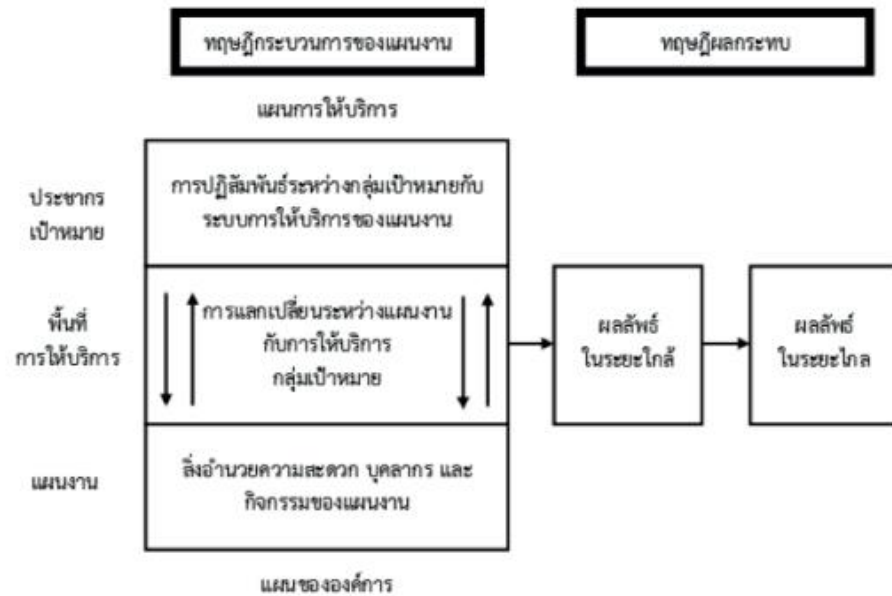 ทฤษฎีกระบวนการของแผนงาน
ทฤษฎีผลกระทบ
แผนการให้บริการ
ประชากร
เป้าหมาย
การปฏิสัมพันธ์ระหว่างกลุ่มเป้าหมายกับ
ระบบการให้บริการของแผนงาน
พื้นที่
การให้บริการ
การแลกเปลี่ยนระหว่างแผนงาน
กับการให้บริการ
กลุ่มเป้าหมาย
ผลลัพธ์
ในระยะใกล้
ผลลัพธ์
ในระยะไกล
แผนงาน
สิ่งอำนวยความสะดวก บุคลากร และ
กิจกรรมของแผนงาน
แผนขององค์การ